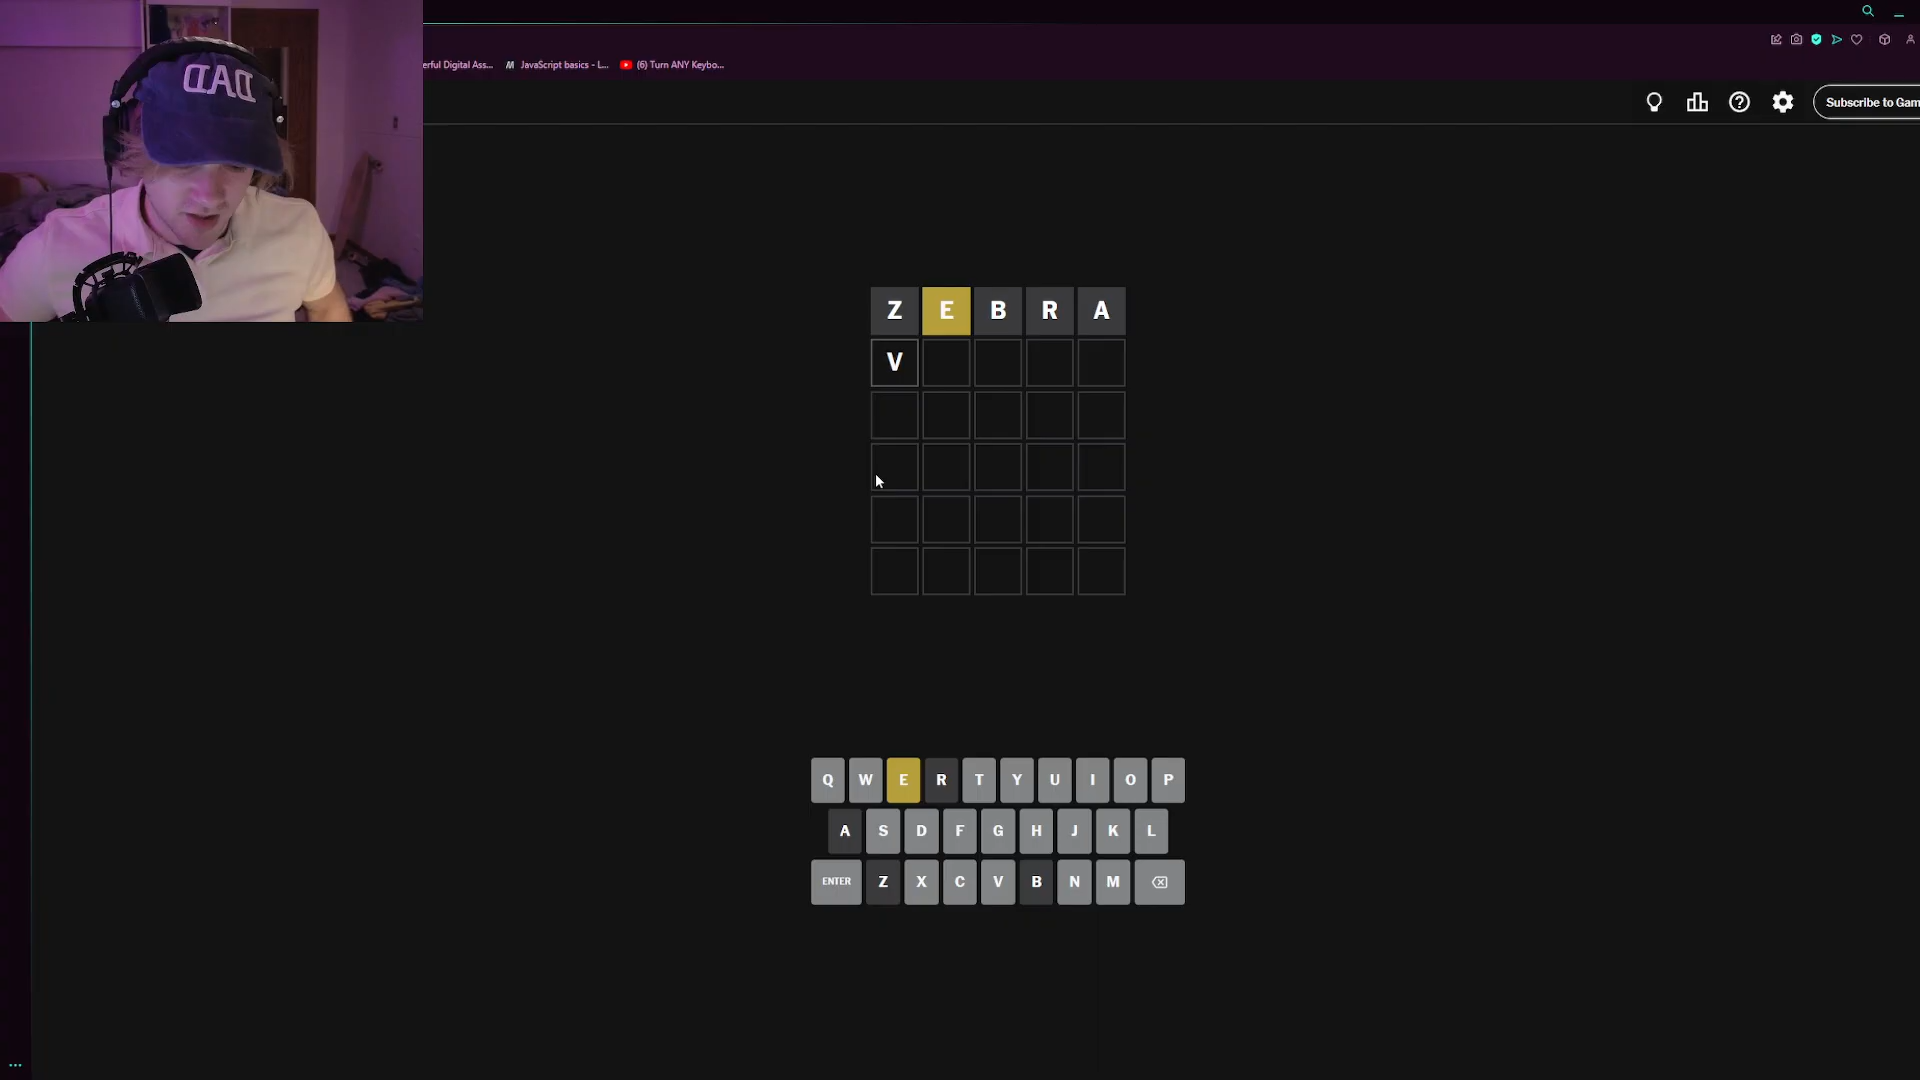 DAD
erful Digital Ass...
M JavaScript basics - L...
(6) Turn ANY Keybo...
Subscribe to Gam
Z E B R A
V
Q W E R T Y U I O P
A S D F G H J K L
ENTER Z X C V B N M